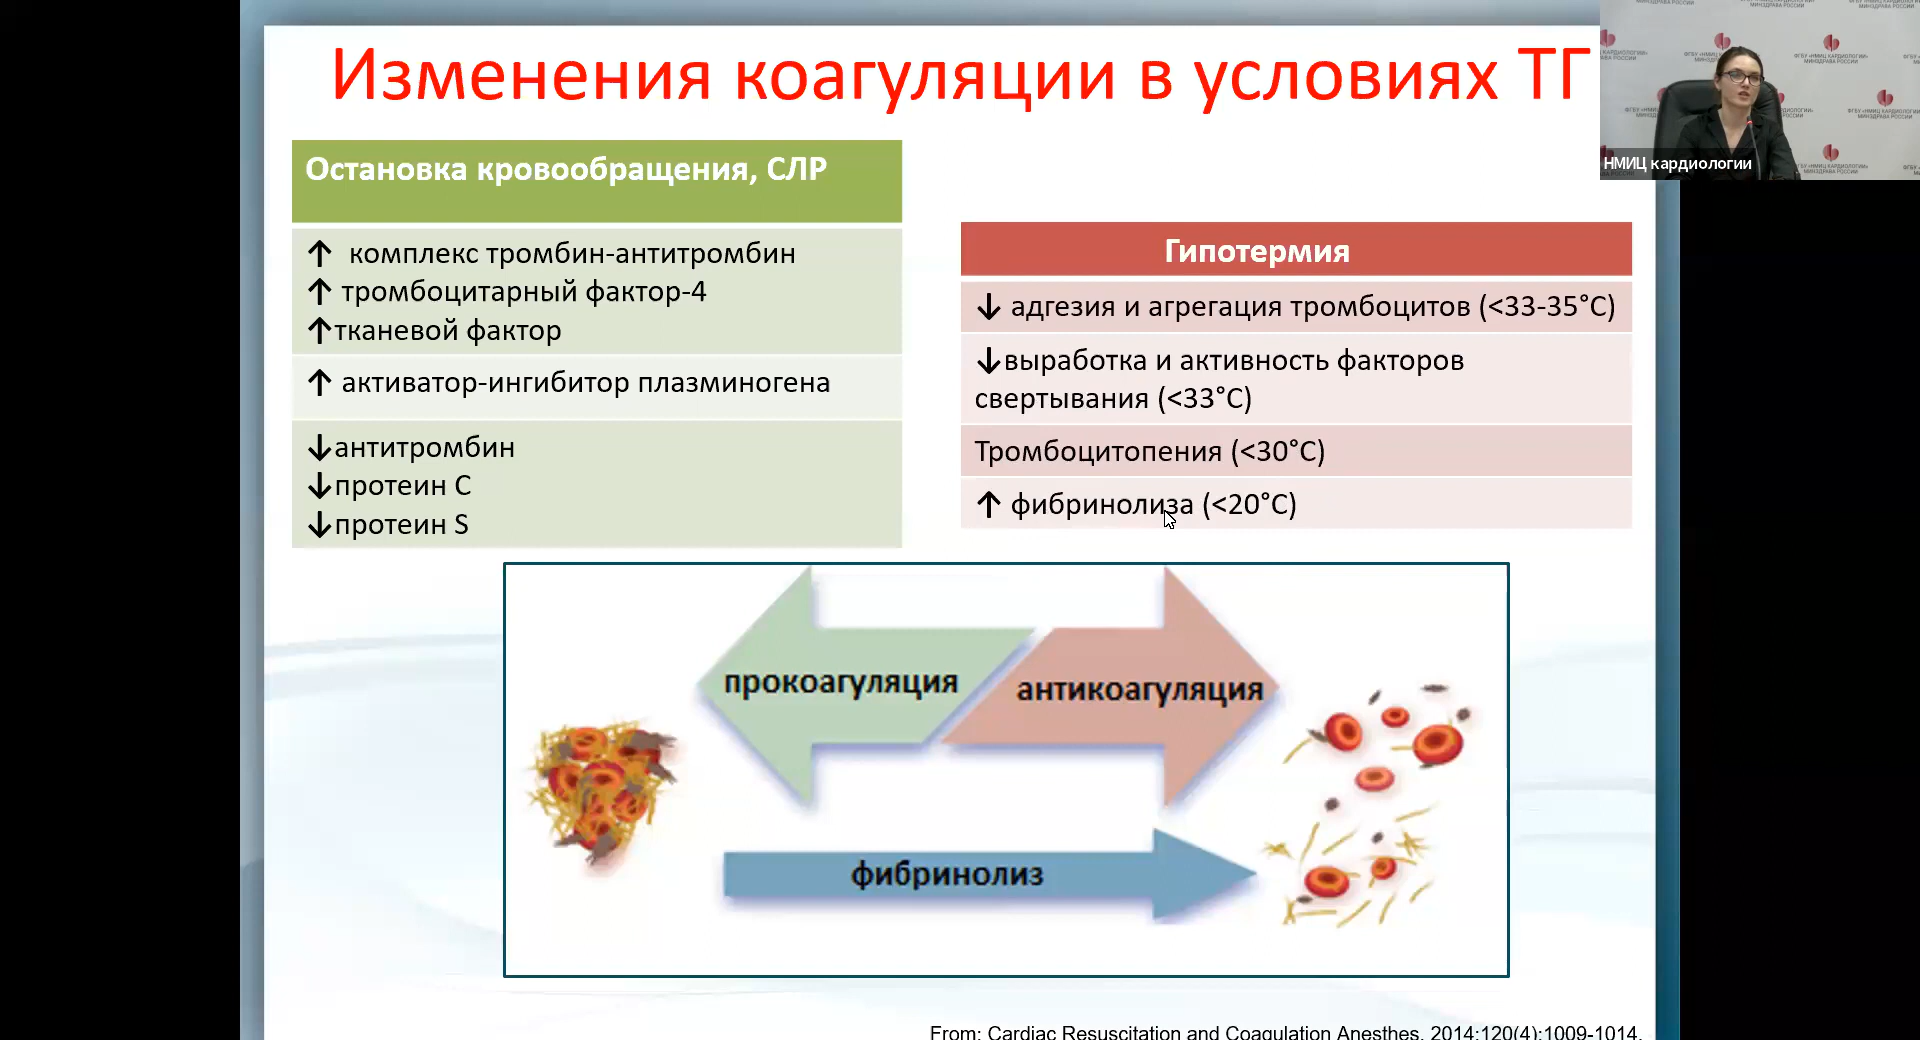 Изменения коагуляции в условиях ТГ
НМИЦ кардиологии
Остановка кровообращения, СЛР
↑ комплекс тромбин-антитромбин
↑ тромбоцитарный фактор-4
↑тканевой фактор
↑ активатор-ингибитор плазминогена
↓антитромбин
↓протеин С
↓протеин S
Гипотермия
↓ адгезия и агрегация тромбоцитов (<33-35°С)
↓выработка и активность факторов
свертывания (<33°С)
Тромбоцитопения (<30°С)
↑ фибринолиза (<20°С)
прокоагуляция
антикоагуляция
фибринолиз
From: Cardiac Resuscitation and Coagulation Anesthes. 2014;120(4):1009-1014.